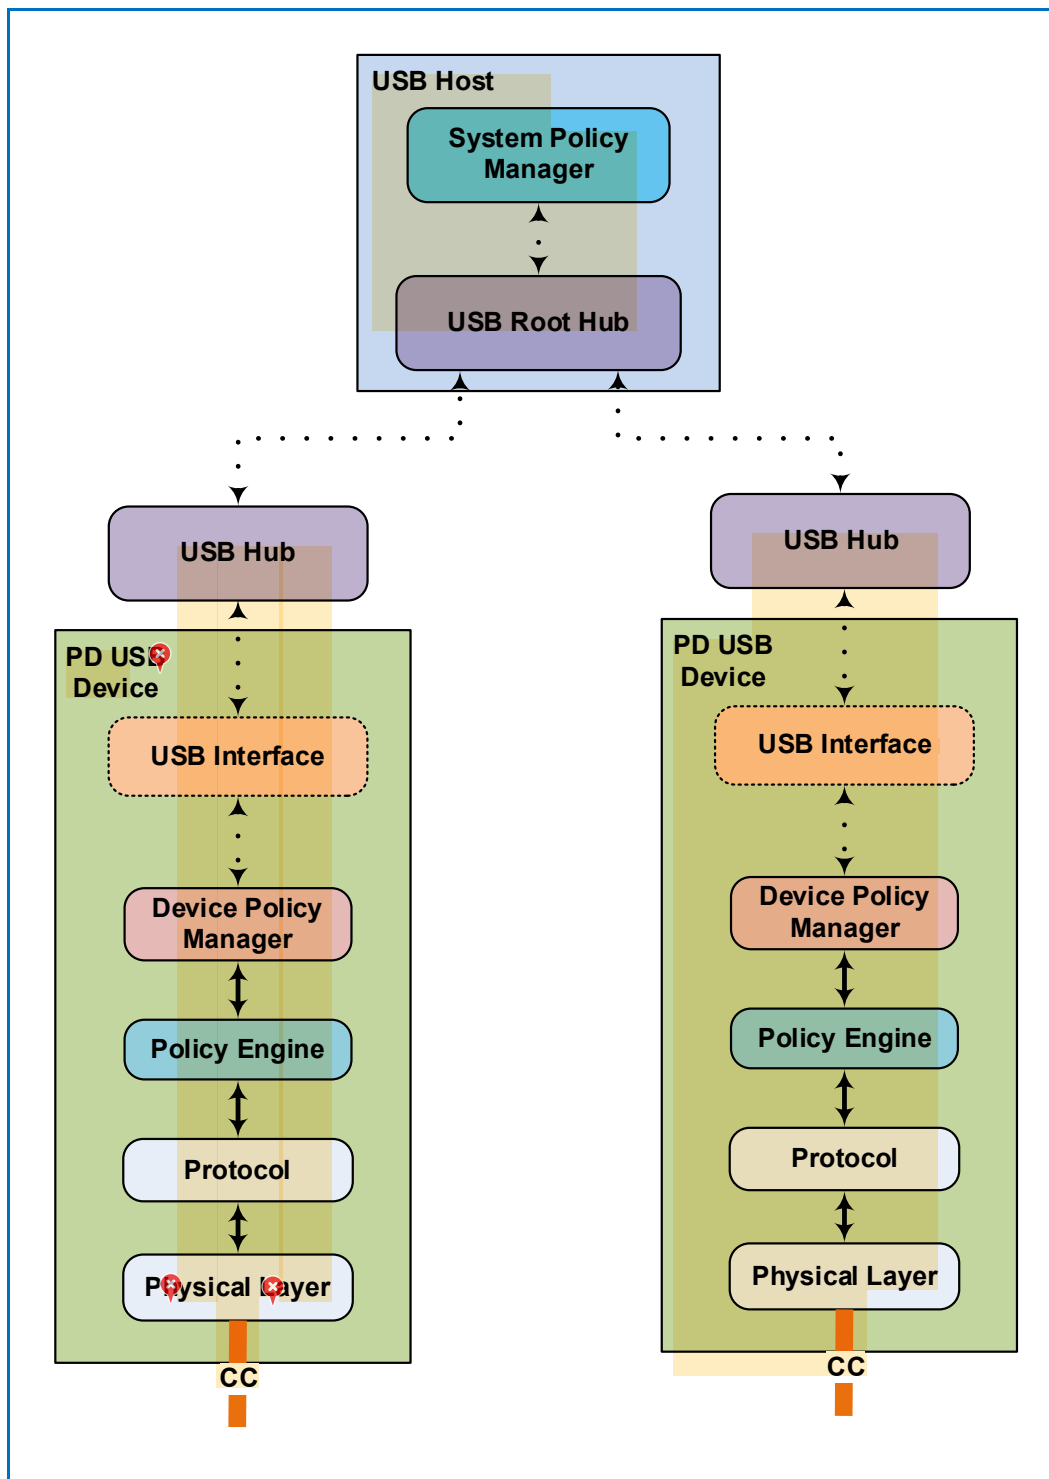 USB Host
System Policy
Manager
USB Root Hub
USB Hub
PD USB
Device
USB Interface
Device Policy
Manager
Policy Engine
Protocol
Physical Layer
CC
USB Hub
PD USB
Device
USB Interface
Device Policy
Manager
Policy Engine
Protocol
Physical Layer
CC